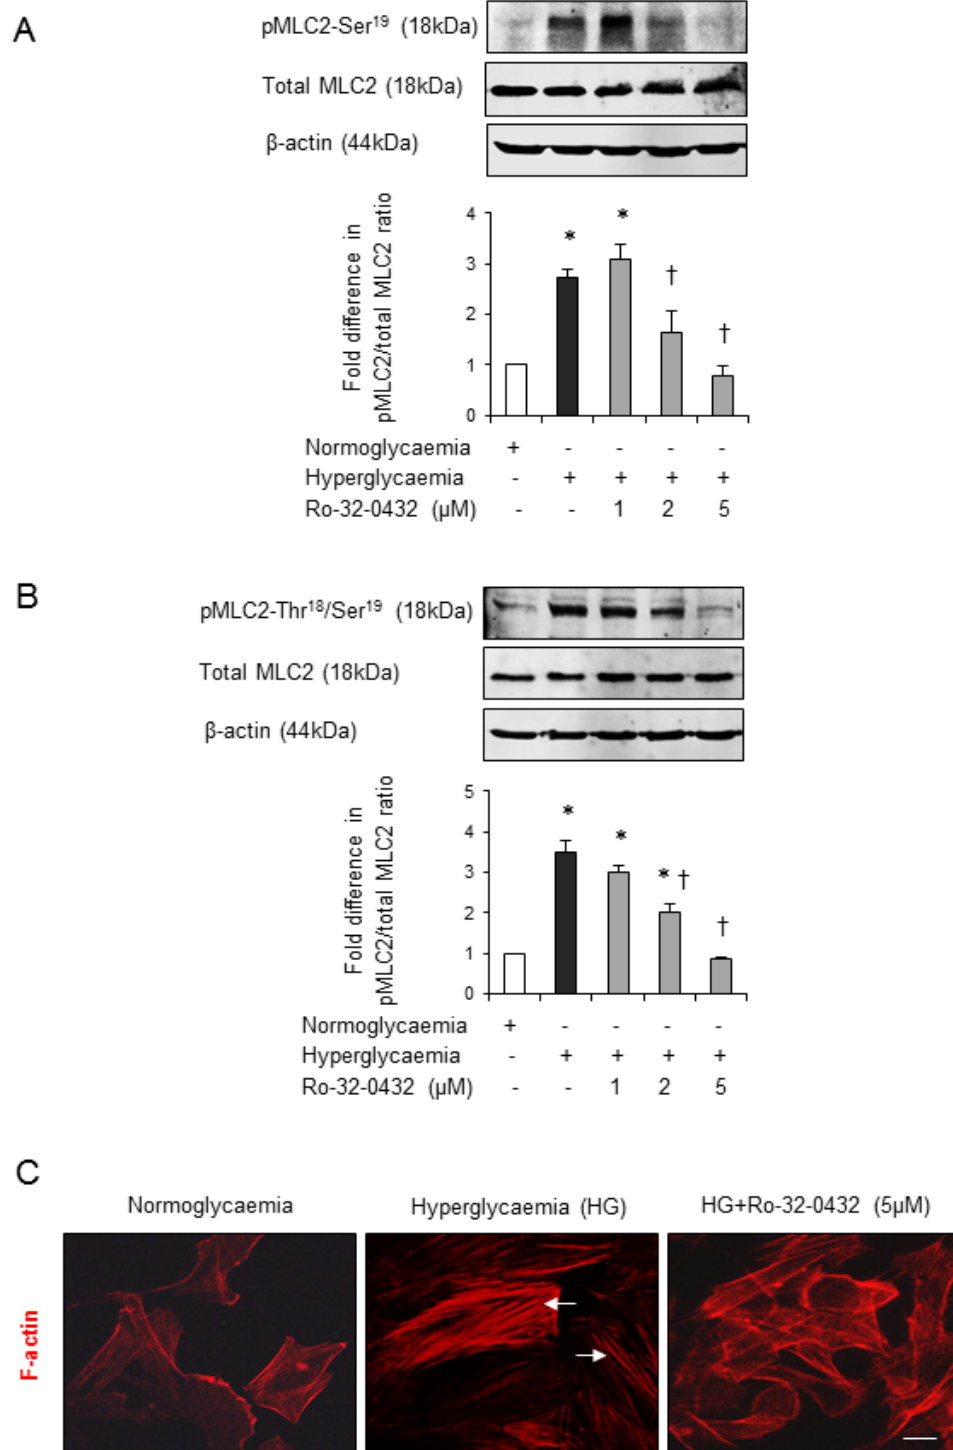 A
pMLC2-Ser¹⁹ (18kDa)
Total MLC2 (18kDa)
β-actin (44kDa)
Fold difference in
pMLC2/total MLC2 ratio
4
3
2
1
0
* * † †
Normoglycaemia + - - - -
Hyperglycaemia - + + + +
Ro-32-0432 (µM) - - 1 2 5
B
pMLC2-Thr¹⁸/Ser¹⁹ (18kDa)
Total MLC2 (18kDa)
β-actin (44kDa)
Fold difference in
pMLC2/total MLC2 ratio
5
4
3
2
1
0
* * * † †
Normoglycaemia + - - - -
Hyperglycaemia - + + + +
Ro-32-0432 (µM) - - 1 2 5
C
Normoglycaemia Hyperglycaemia (HG) HG+Ro-32-0432 (5µM)
F-actin